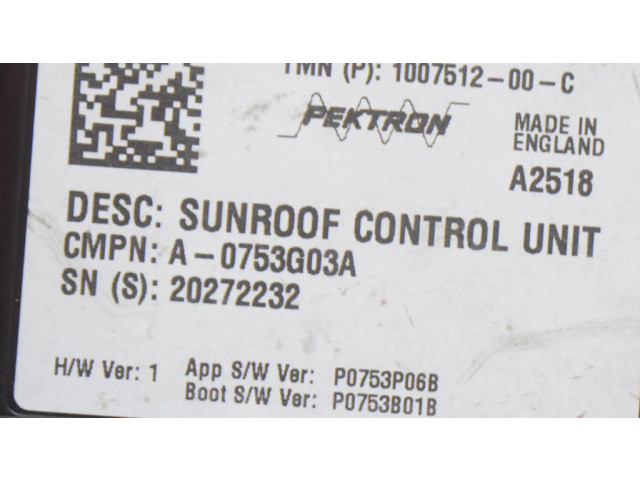 TMN (P): 1007512-00-C
PEKTRON
MADE IN
ENGLAND
A2518
DESC: SUNROOF CONTROL UNIT
CMPN: A-0753G03A
SN (S): 20272232
H/W Ver: 1 App S/W Ver: P0753P06B
Boot S/W Ver: P0753B01B